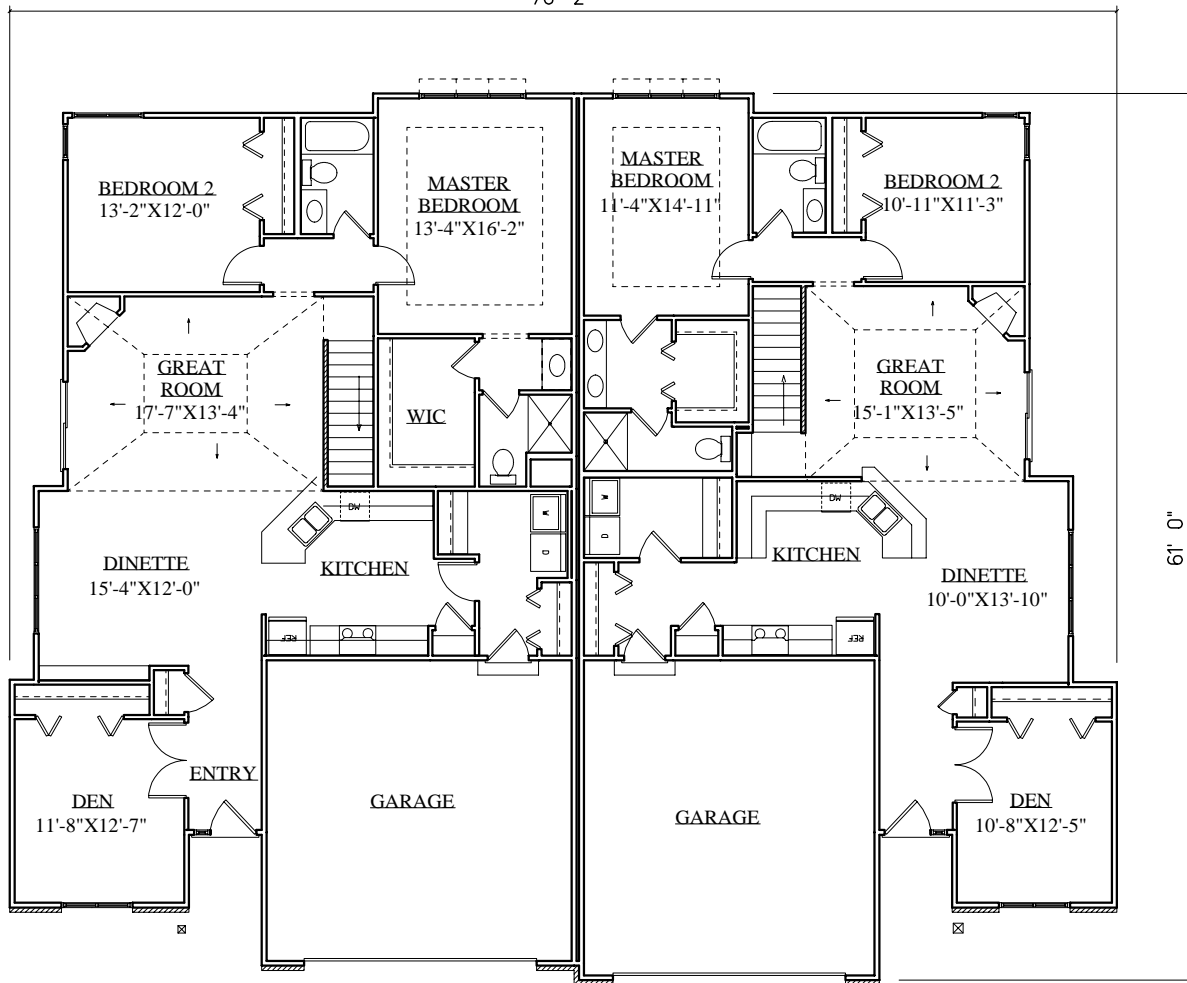 BEDROOM 2
13'-2"X12'-0"
MASTER
BEDROOM
13'-4"X16'-2"
MASTER
BEDROOM
11'-4"X14'-11"
BEDROOM 2
10'-11"X11'-3"
GREAT
ROOM
17'-7"X13'-4"
WIC
GREAT
ROOM
15'-1"X13'-5"
DW
W
D
DINETTE
15'-4"X12'-0"
KITCHEN
REF
W
D
DW
KITCHEN
DINETTE
10'-0"X13'-10"
REF
61' 0"
ENTRY
DEN
11'-8"X12'-7"
GARAGE
GARAGE
DEN
10'-8"X12'-5"